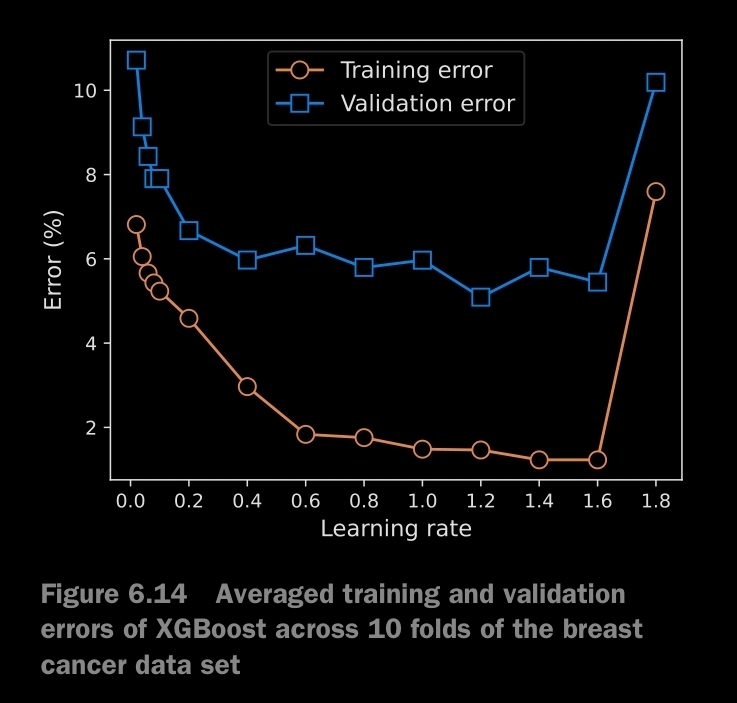 Training error
Validation error
10
8
6
4
2
Error (%)
0.0 0.2 0.4 0.6 0.8 1.0 1.2 1.4 1.6 1.8
Learning rate
Figure 6.14 Averaged training and validation
errors of XGBoost across 10 folds of the breast
cancer data set